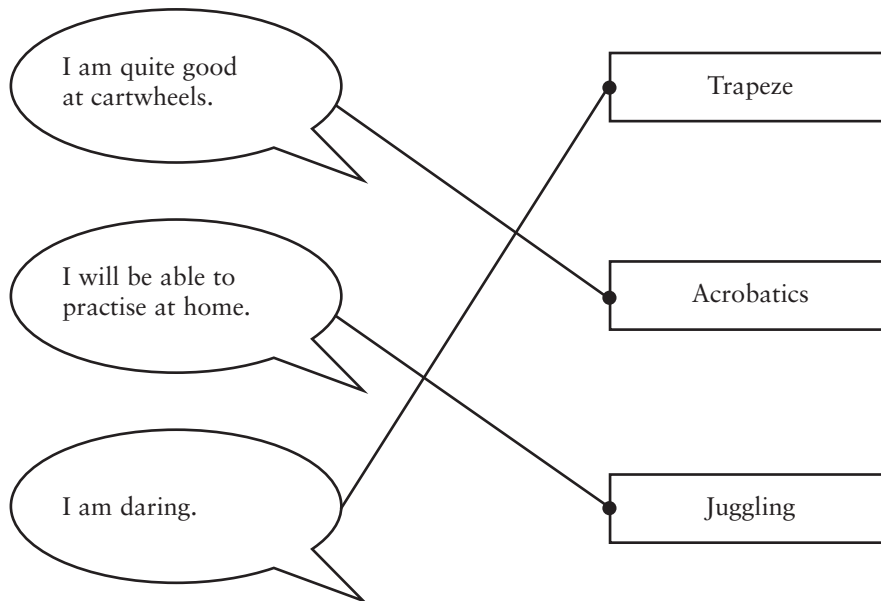 I am quite good
at cartwheels.
Trapeze
I will be able to
practise at home.
Acrobatics
I am daring.
Juggling